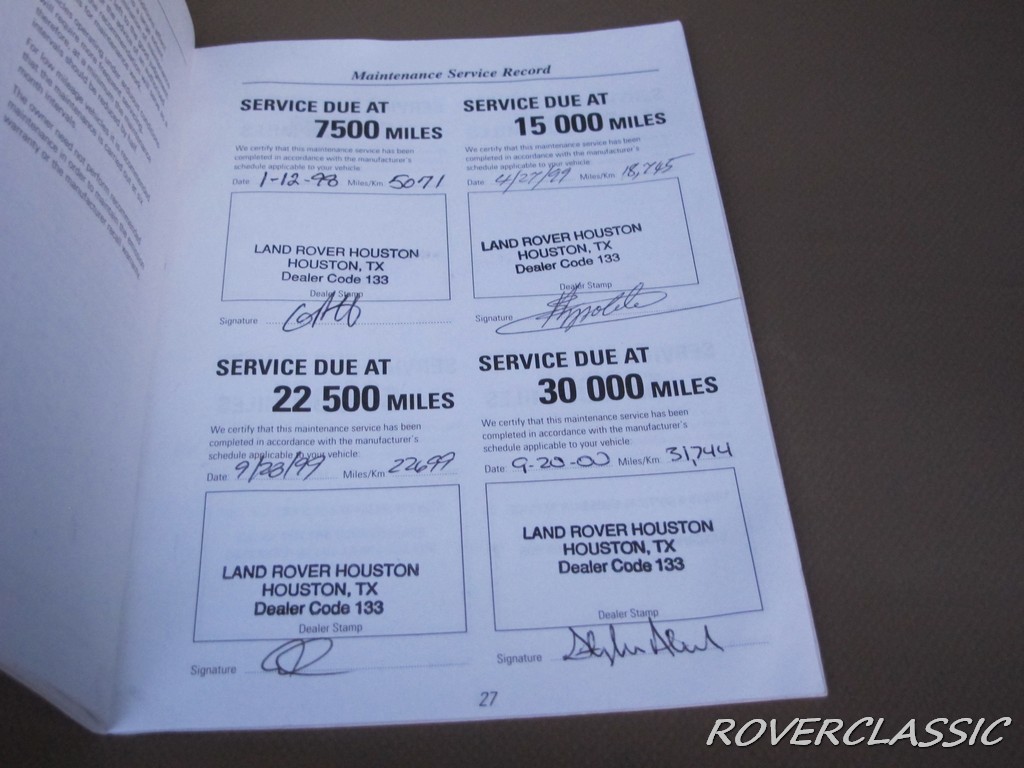 Maintenance Service Record
SERVICE DUE AT
7500 MILES
We certify that this maintenance service has been
completed in accordance with the manufacturer's
schedule applicable to your vehicle:
Date 1-12-98 Miles/Km. 5071
LAND ROVER HOUSTON
HOUSTON, TX
Dealer Code 133
Dealer Stamp
Signature
SERVICE DUE AT
15 000 MILES
We certify that this maintenance service has been
completed in accordance with the manufacturer's
schedule applicable to your vehicle:
Date 4/27/99 Miles/Km. 18,745
LAND ROVER HOUSTON
HOUSTON, TX
Dealer Code 133
Dealer Stamp
Signature
SERVICE DUE AT
22 500 MILES
We certify that this maintenance service has been
completed in accordance with the manufacturer's
schedule applicable to your vehicle:
Date 9/28/99 Miles/Km 22699
LAND ROVER HOUSTON
HOUSTON, TX
Dealer Code 133
Dealer Stamp
Signature
SERVICE DUE AT
30 000 MILES
We certify that this maintenance service has been
completed in accordance with the manufacturer's
schedule applicable to your vehicle:
Date 9-20-00 Miles/Km. 31,744
LAND ROVER HOUSTON
HOUSTON, TX
Dealer Code 133
Dealer Stamp
Signature
27
ROVERCLASSIC